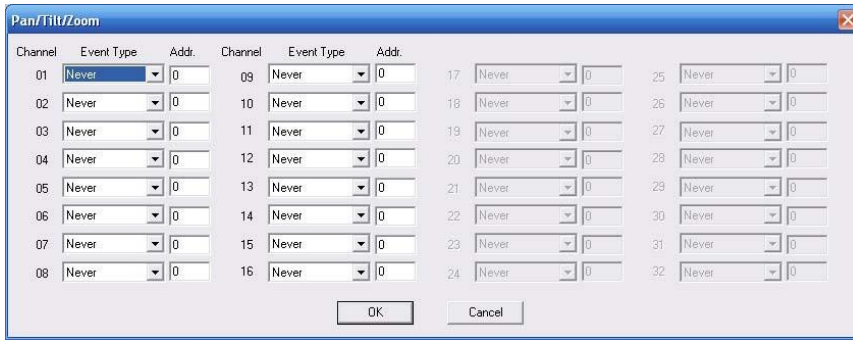 Pan/Tilt/Zoom
Channel Event Type Addr. Channel Event Type Addr.
01 Never 0 09 Never 0 17 Never 0 25 Never 0
02 Never 0 10 Never 0 18 Never 0 26 Never 0
03 Never 0 11 Never 0 19 Never 0 27 Never 0
04 Never 0 12 Never 0 20 Never 0 28 Never 0
05 Never 0 13 Never 0 21 Never 0 29 Never 0
06 Never 0 14 Never 0 22 Never 0 30 Never 0
07 Never 0 15 Never 0 23 Never 0 31 Never 0
08 Never 0 16 Never 0 24 Never 0 32 Never 0
OK Cancel